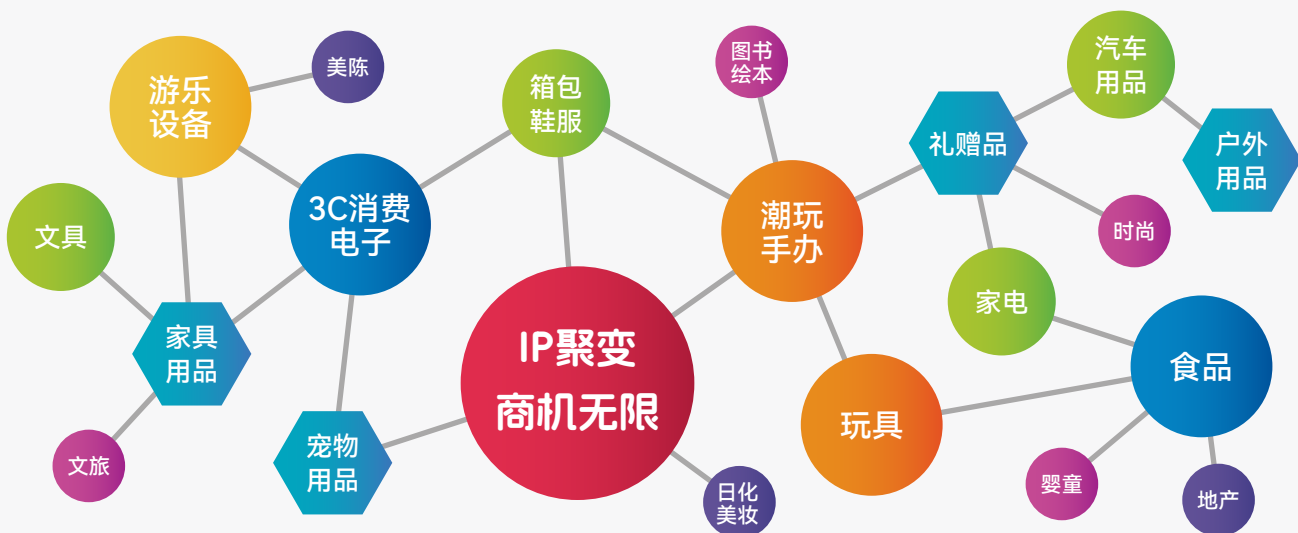 游乐
设备
美陈
箱包
鞋服
图书
绘本
汽车
用品
礼赠品
户外
用品
3C消费
电子
潮玩
手办
文具
时尚
家具
用品
家电
IP聚变
商机无限
食品
玩具
宠物
用品
文旅
日化
美妆
婴童
地产